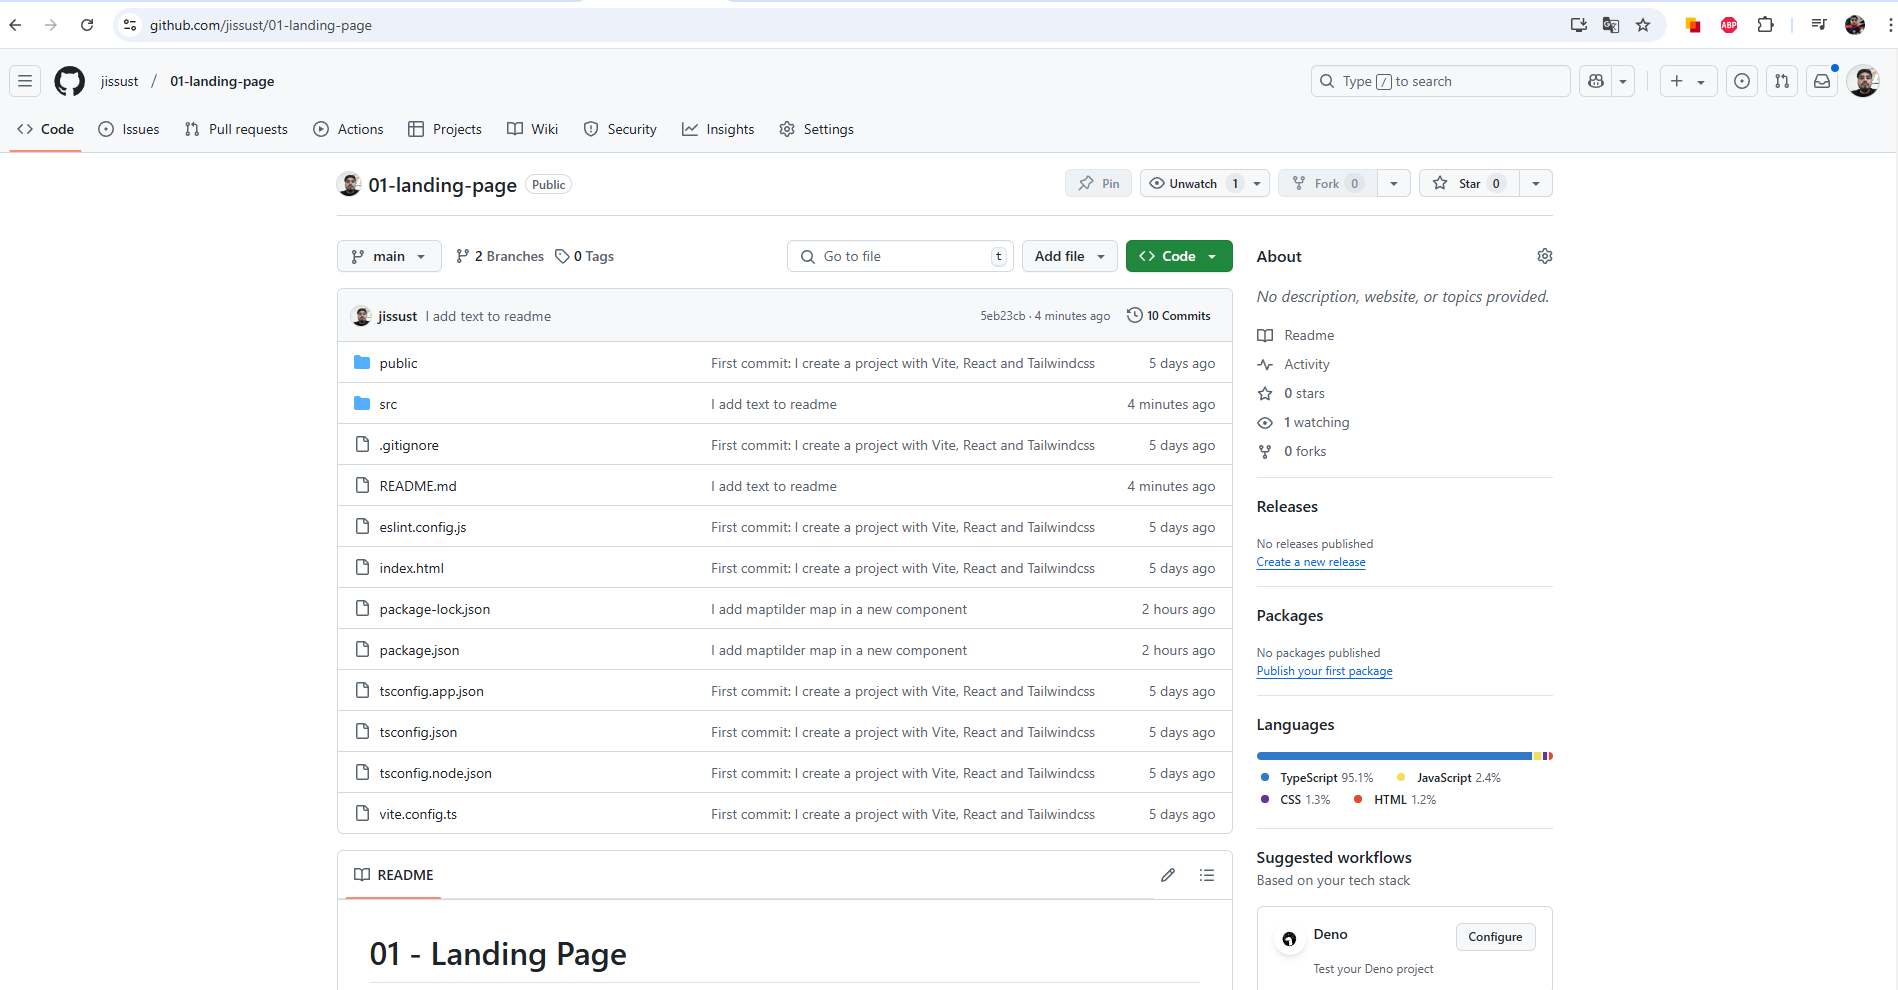 github.com/jissust/01-landing-page
ABP
jissust / 01-landing-page
Type / to search
Code Issues Pull requests Actions Projects Wiki Security Insights Settings
01-landing-page Public
Pin Unwatch 1 Fork 0 Star 0
main 2 Branches 0 Tags Go to file t Add file Code
jissust I add text to readme 5eb23cb · 4 minutes ago 10 Commits
public First commit: I create a project with Vite, React and Tailwindcss 5 days ago
src I add text to readme 4 minutes ago
.gitignore First commit: I create a project with Vite, React and Tailwindcss 5 days ago
README.md I add text to readme 4 minutes ago
eslint.config.js First commit: I create a project with Vite, React and Tailwindcss 5 days ago
index.html First commit: I create a project with Vite, React and Tailwindcss 5 days ago
package-lock.json I add maptilder map in a new component 2 hours ago
package.json I add maptilder map in a new component 2 hours ago
tsconfig.app.json First commit: I create a project with Vite, React and Tailwindcss 5 days ago
tsconfig.json First commit: I create a project with Vite, React and Tailwindcss 5 days ago
tsconfig.node.json First commit: I create a project with Vite, React and Tailwindcss 5 days ago
vite.config.ts First commit: I create a project with Vite, React and Tailwindcss 5 days ago
README
01 - Landing Page
About
No description, website, or topics provided.
Readme
Activity
0 stars
1 watching
0 forks
Releases
No releases published
Create a new release
Packages
No packages published
Publish your first package
Languages
TypeScript 95.1% JavaScript 2.4%
CSS 1.3% HTML 1.2%
Suggested workflows
Based on your tech stack
Deno Configure
Test your Deno project